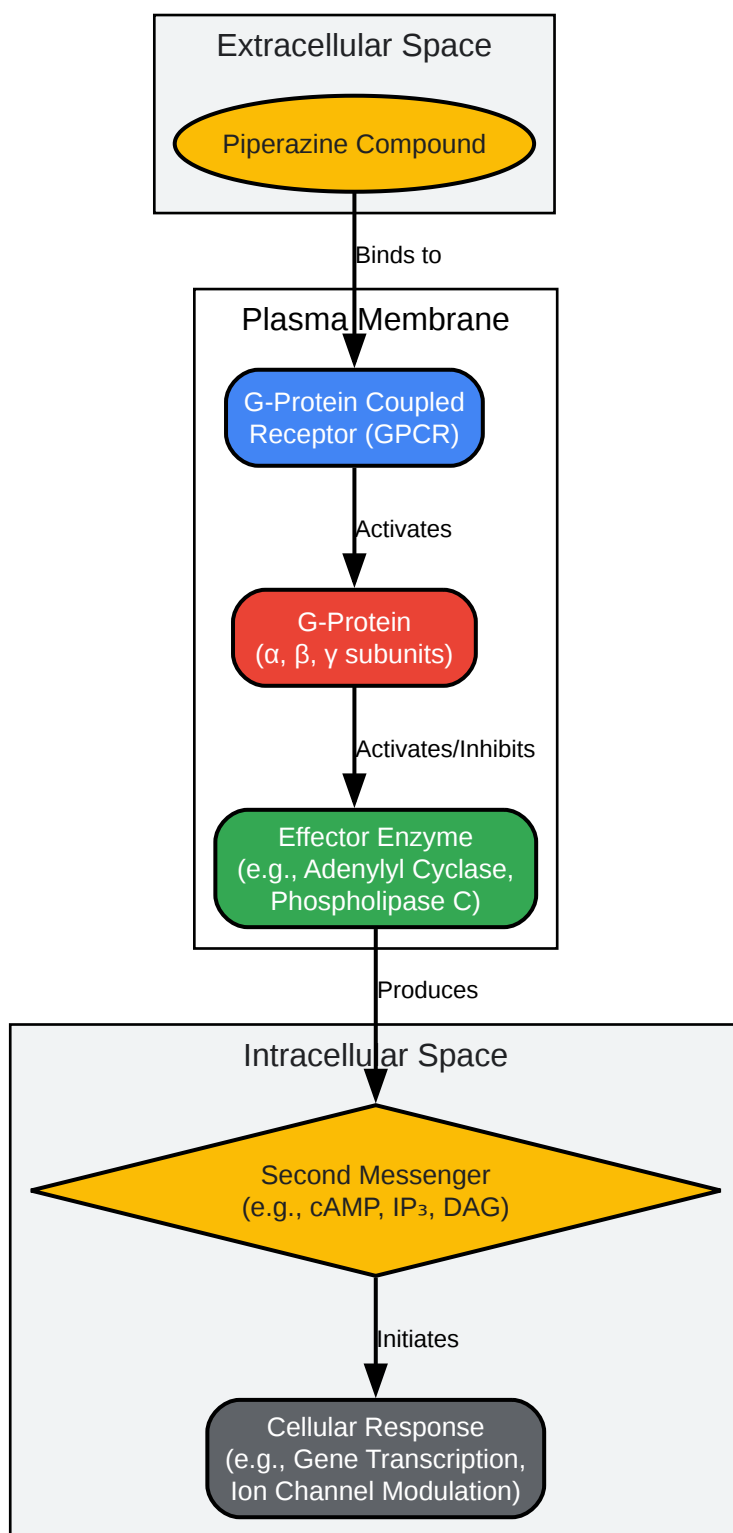 Extracellular Space
Piperazine Compound
Binds to
Plasma Membrane
G-Protein Coupled
Receptor (GPCR)
Activates
G-Protein
(α, β, γ subunits)
Activates/Inhibits
Effector Enzyme
(e.g., Adenylyl Cyclase,
Phospholipase C)
Produces
Intracellular Space
Second Messenger
(e.g., cAMP, IP₃, DAG)
Initiates
Cellular Response
(e.g., Gene Transcription,
Ion Channel Modulation)